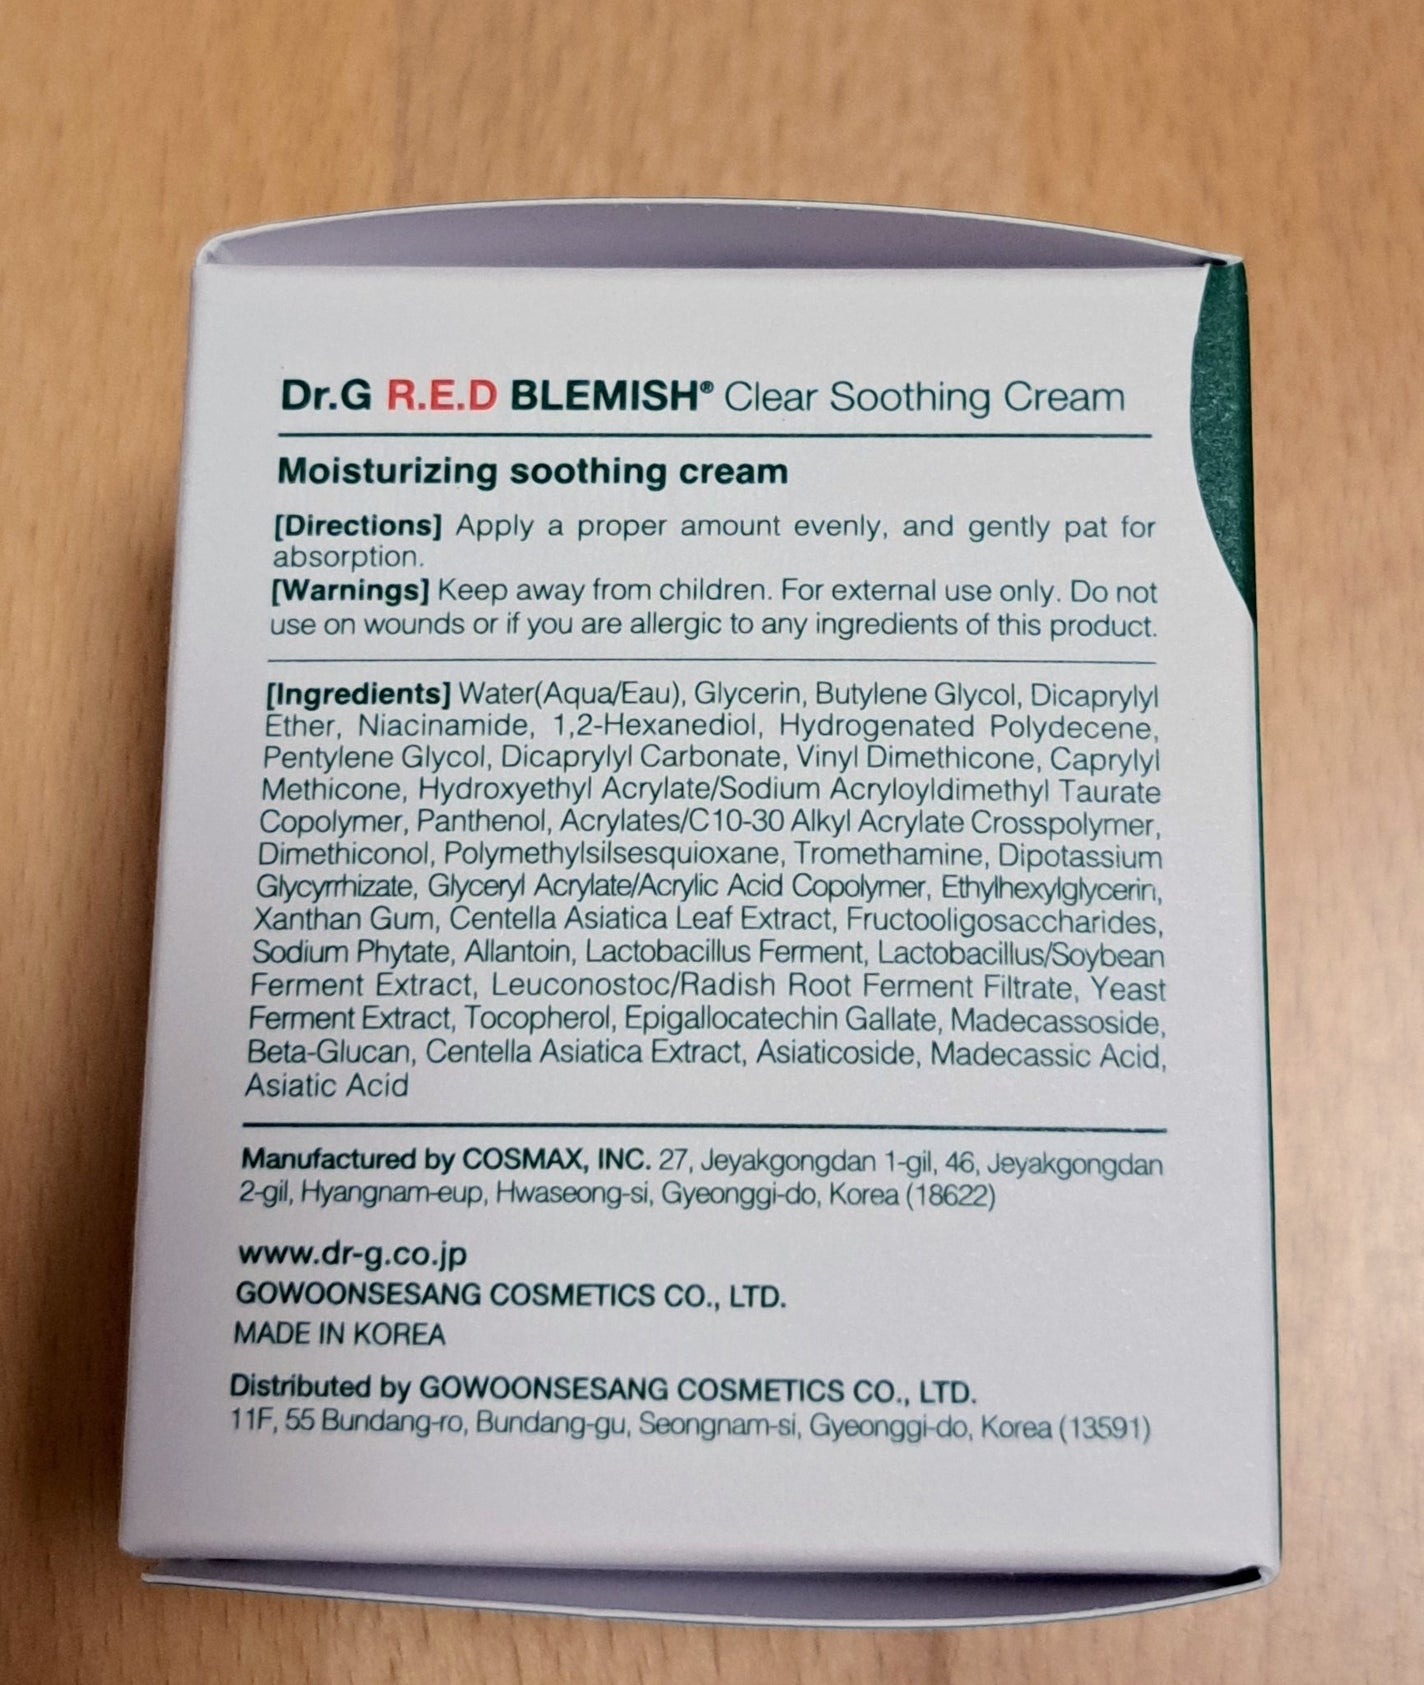 Dr.G R.E.D BLEMISH® Clear Soothing Cream
Moisturizing soothing cream
[Directions] Apply a proper amount evenly, and gently pat for
absorption.
[Warnings] Keep away from children. For external use only. Do not
use on wounds or if you are allergic to any ingredients of this product.
[Ingredients] Water(Aqua/Eau), Glycerin, Butylene Glycol, Dicaprylyl
Ether, Niacinamide, 1,2-Hexanediol, Hydrogenated Polydecene,
Pentylene Glycol, Dicaprylyl Carbonate, Vinyl Dimethicone, Caprylyl
Methicone, Hydroxyethyl Acrylate/Sodium Acryloyldimethyl Taurate
Copolymer, Panthenol, Acrylates/C10-30 Alkyl Acrylate Crosspolymer,
Dimethiconol, Polymethylsilsesquioxane, Tromethamine, Dipotassium
Glycyrrhizate, Glyceryl Acrylate/Acrylic Acid Copolymer, Ethylhexylglycerin,
Xanthan Gum, Centella Asiatica Leaf Extract, Fructooligosaccharides,
Sodium Phytate, Allantoin, Lactobacillus Ferment, Lactobacillus/Soybean
Ferment Extract, Leuconostoc/Radish Root Ferment Filtrate, Yeast
Ferment Extract, Tocopherol, Epigallocatechin Gallate, Madecassoside,
Beta-Glucan, Centella Asiatica Extract, Asiaticoside, Madecassic Acid,
Asiatic Acid
Manufactured by COSMAX, INC. 27, Jeyakgongdan 1-gil, 46, Jeyakgongdan
2-gil, Hyangnam-eup, Hwaseong-si, Gyeonggi-do, Korea (18622)
www.dr-g.co.jp
GOWOONSESANG COSMETICS CO., LTD.
MADE IN KOREA
Distributed by GOWOONSESANG COSMETICS CO., LTD.
11F, 55 Bundang-ro, Bundang-gu, Seongnam-si, Gyeonggi-do, Korea (13591)